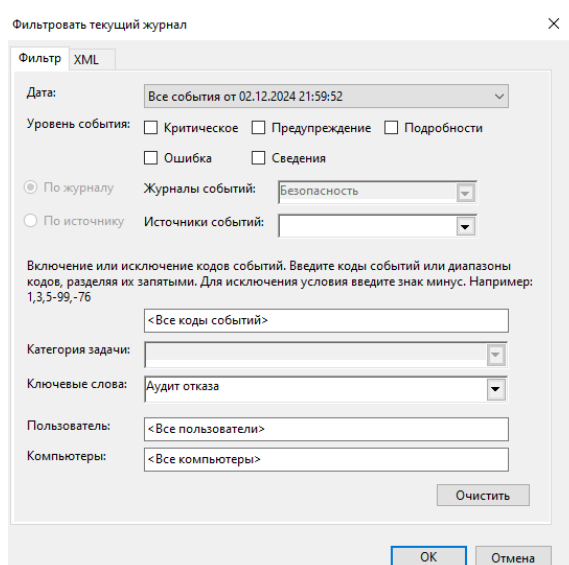 Фильтровать текущий журнал
Фильтр XML
Дата: Все события от 02.12.2024 21:59:52
Уровень события: Критическое Предупреждение Подробности
Ошибка Сведения
По журналу Журналы событий: Безопасность
По источнику Источники событий:
Включение или исключение кодов событий. Введите коды событий или диапазоны
кодов, разделяя их запятыми. Для исключения условия введите знак минус. Например:
1,3,5-99,-76
<Все коды событий>
Категория задачи:
Ключевые слова: Аудит отказа
Пользователь: <Все пользователи>
Компьютеры: <Все компьютеры>
Очистить
ОК Отмена